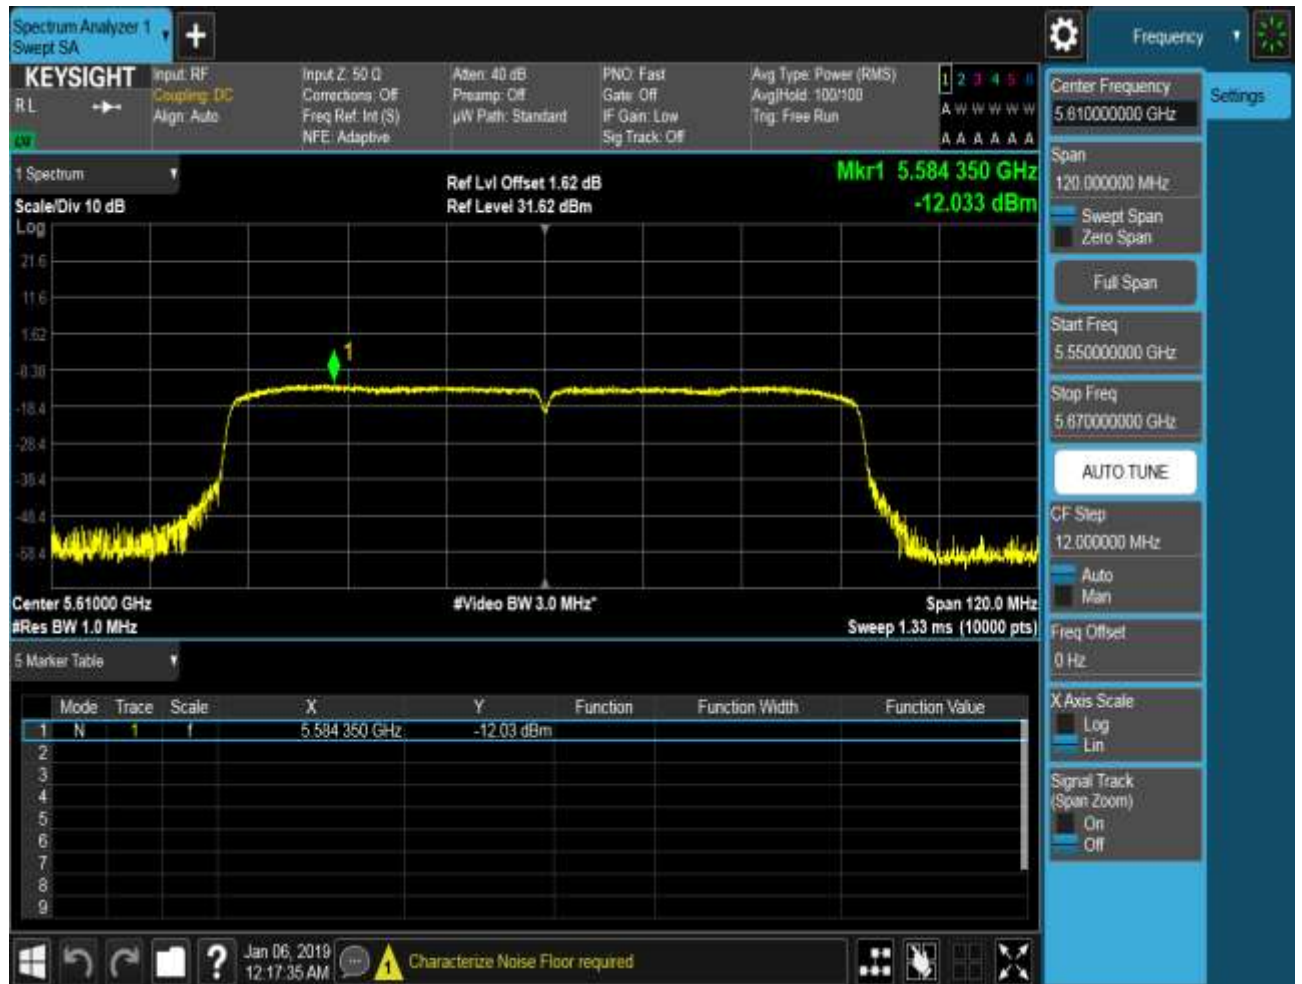 Spectrum Analyzer 1
Swept SA
Frequency
KEYSIGHT
RL
Input: RF
Coupling: DC
Align: Auto
Input Z: 50 Ω
Corrections: Off
Freq Ref: Int (S)
NFE: Adaptive
Atten: 40 dB
Preamp: Off
µW Path: Standard
PNO: Fast
Gate: Off
IF Gain: Low
Sig Track: Off
Avg Type: Power (RMS)
Avg|Hold: 100/100
Trig: Free Run
1 2 3 4 5 6
A W W W W W
A A A A A A
1 Spectrum
Scale/Div 10 dB
Ref Lvl Offset 1.62 dB
Ref Level 31.62 dBm
Mkr1 5.584 350 GHz
-12.033 dBm
Log
21.6
11.6
1.62
-8.38
-18.4
-28.4
-38.4
-48.4
-58.4
1
Center 5.61000 GHz
#Res BW 1.0 MHz
#Video BW 3.0 MHz*
Span 120.0 MHz
Sweep 1.33 ms (10000 pts)
5 Marker Table
Mode Trace Scale X Y Function Function Width Function Value
1 N 1 f 5.584 350 GHz -12.03 dBm
2
3
4
5
6
7
8
9
Jan 06, 2019
12:17:35 AM
1
Characterize Noise Floor required
Settings
Center Frequency
5.610000000 GHz
Span
120.000000 MHz
Swept Span
Zero Span
Full Span
Start Freq
5.550000000 GHz
Stop Freq
5.670000000 GHz
AUTO TUNE
CF Step
12.000000 MHz
Auto
Man
Freq Offset
0 Hz
X Axis Scale
Log
Lin
Signal Track
(Span Zoom)
On
Off